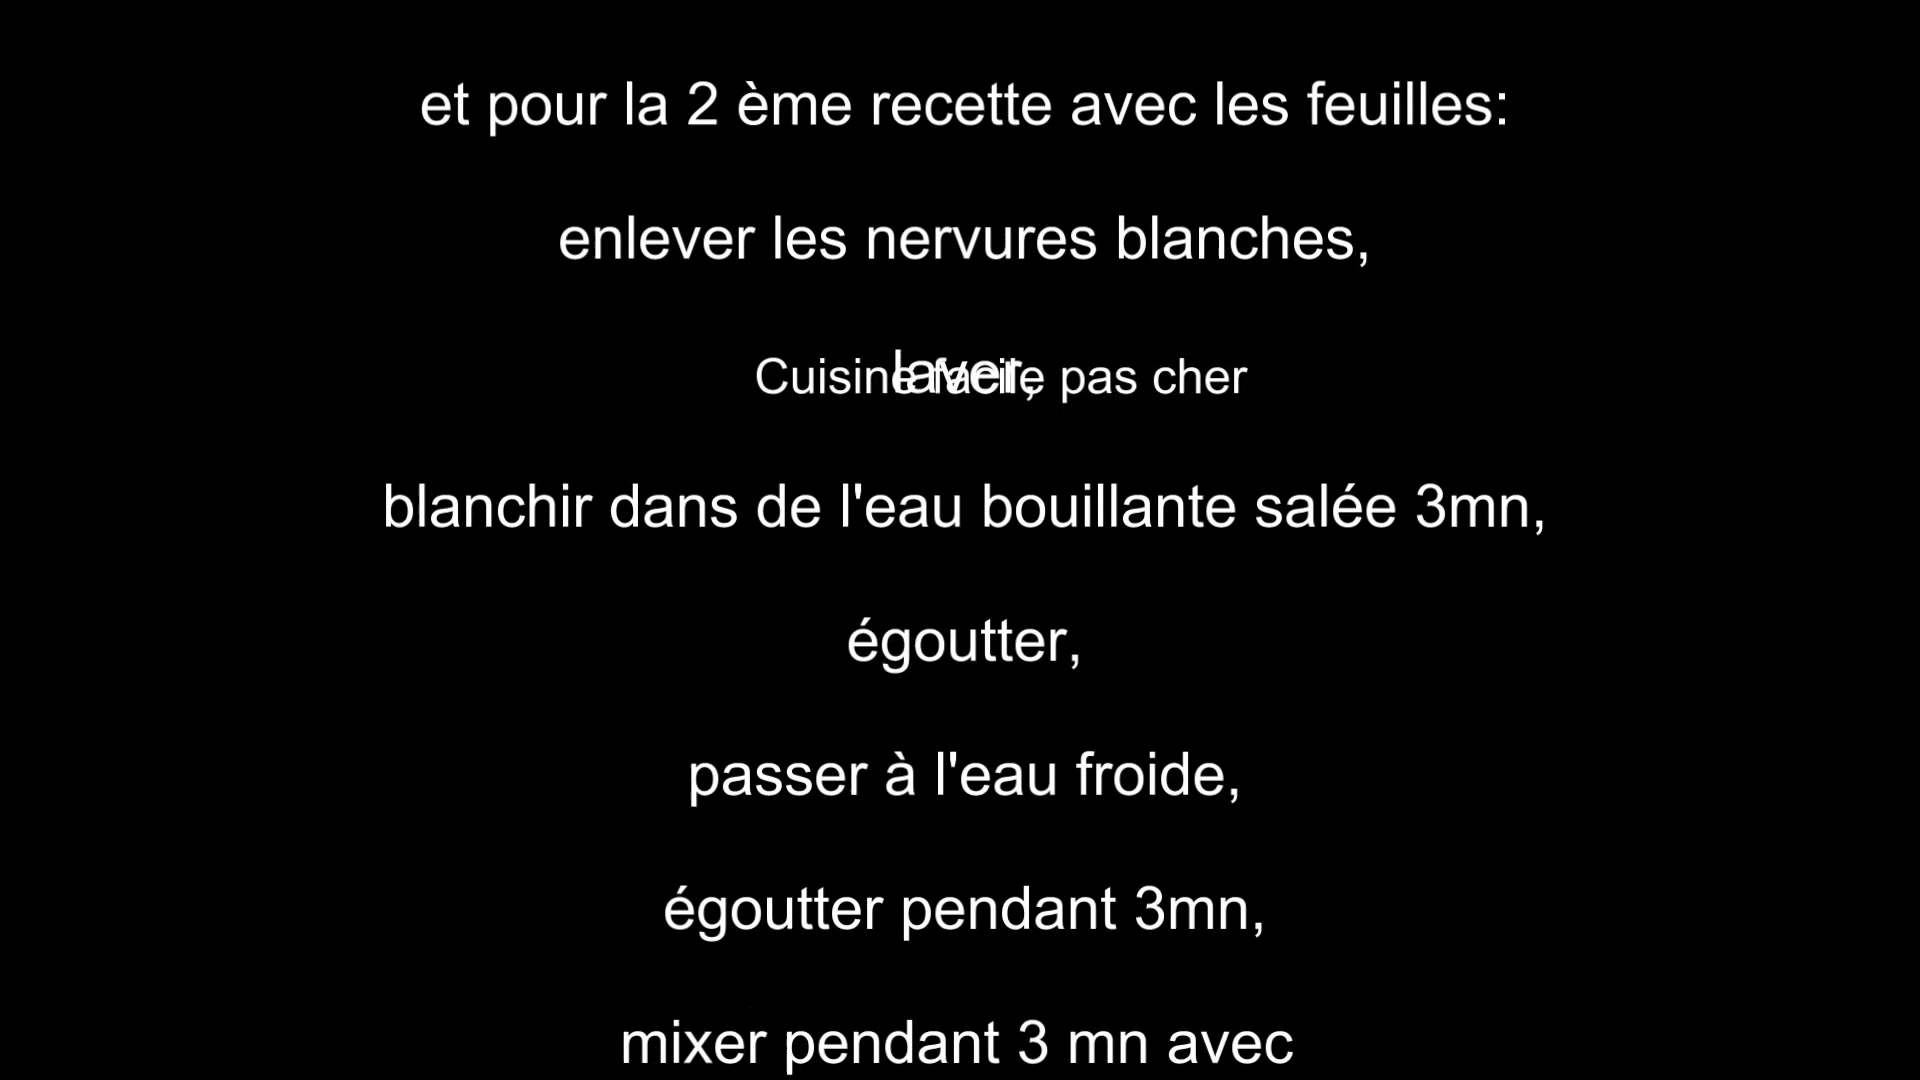 et pour la 2 ème recette avec les feuilles:
enlever les nervures blanches,
laver,
Cuisine facile pas cher
blanchir dans de l'eau bouillante salée 3mn,
égoutter,
passer à l'eau froide,
égoutter pendant 3mn,
mixer pendant 3 mn avec